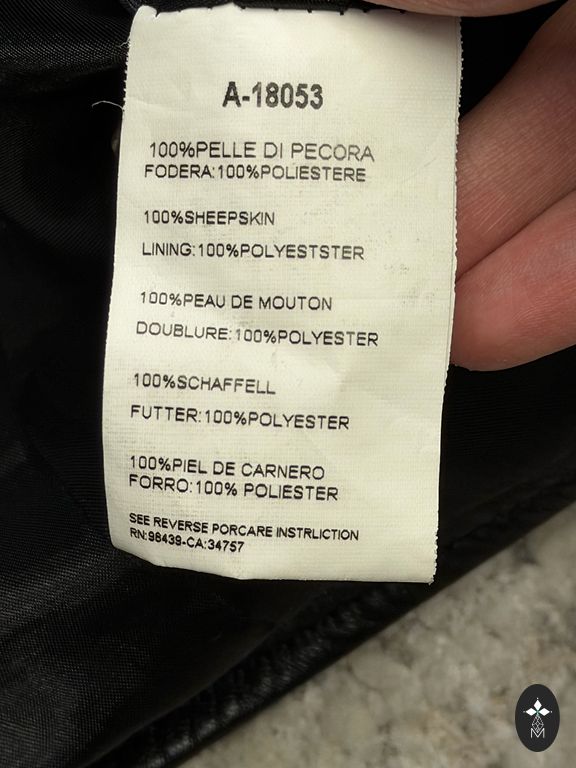 A-18053
100%PELLE DI PECORA
FODERA:100%POLIESTERE
100%SHEEPSKIN
LINING:100%POLYESTSTER
100%PEAU DE MOUTON
DOUBLURE:100%POLYESTER
100%SCHAFFELL
FUTTER:100%POLYESTER
100%PIEL DE CARNERO
FORRO:100% POLIESTER
SEE REVERSE PORCARE INSTRLICTION
RN:98439-CA:34757
M